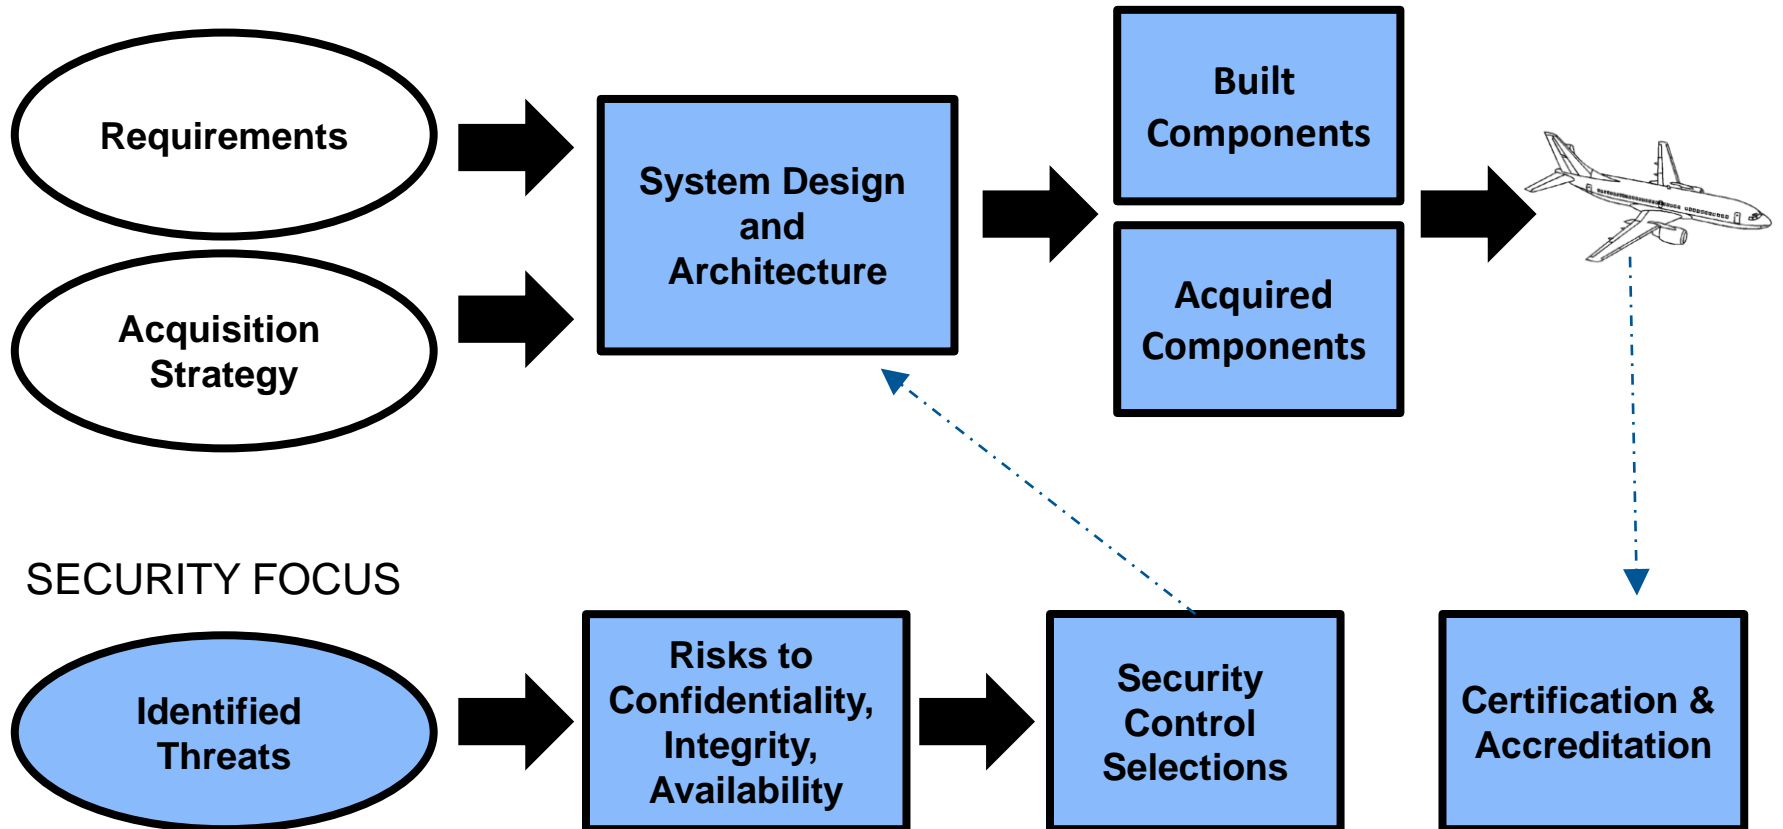 Requirements
Acquisition
Strategy
System Design
and
Architecture
Built
Components
Acquired
Components
SECURITY FOCUS
Identified
Threats
Risks to
Confidentiality,
Integrity,
Availability
Security
Control
Selections
Certification &
Accreditation